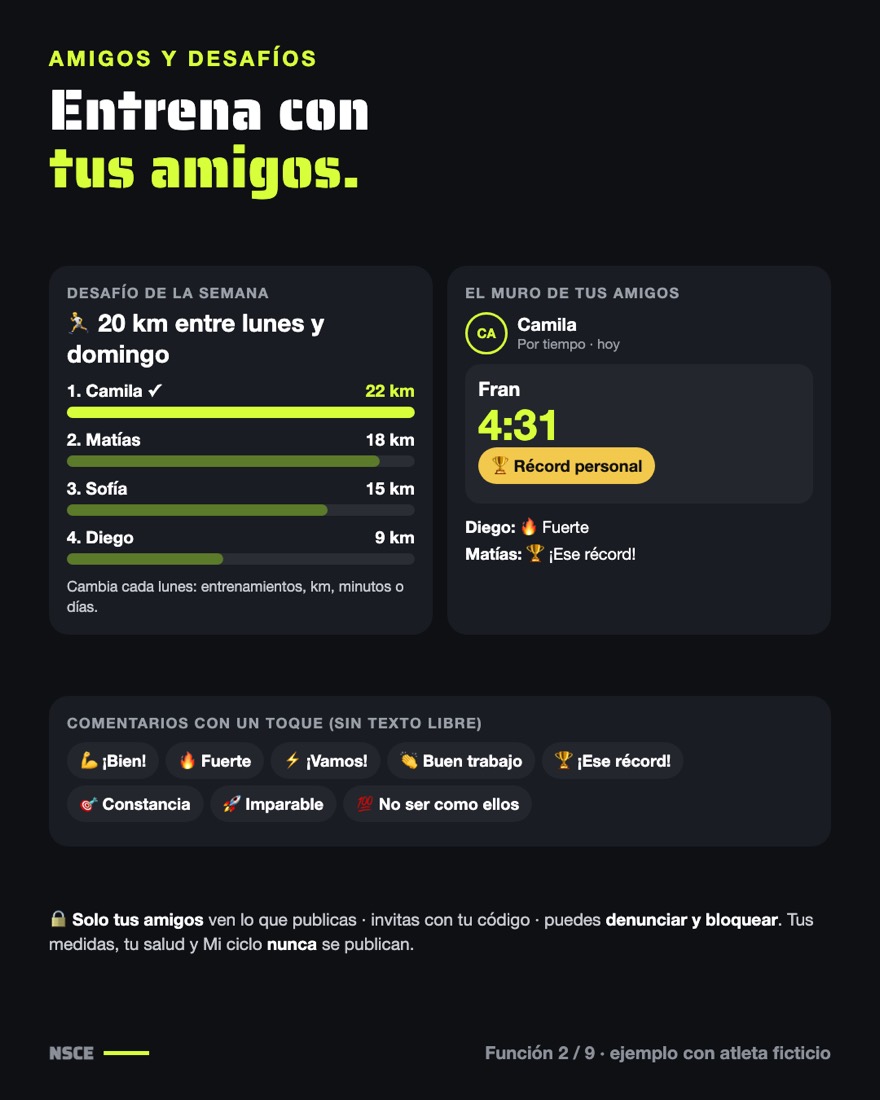 AMIGOS Y DESAFÍOS
Entrena con
tus amigos.
DESAFÍO DE LA SEMANA
🏃 20 km entre lunes y
domingo
1. Camila ✓ 22 km
2. Matías 18 km
3. Sofía 15 km
4. Diego 9 km
Cambia cada lunes: entrenamientos, km, minutos o
días.
EL MURO DE TUS AMIGOS
CA
Camila
Por tiempo · hoy
Fran
4:31
🏆 Récord personal
Diego: 🔥 Fuerte
Matías: 🏆 ¡Ese récord!
COMENTARIOS CON UN TOQUE (SIN TEXTO LIBRE)
💪 ¡Bien! 🔥 Fuerte ⚡ ¡Vamos! 👏 Buen trabajo 🏆 ¡Ese récord!
🎯 Constancia 🚀 Imparable 💯 No ser como ellos
🔒 Solo tus amigos ven lo que publicas · invitas con tu código · puedes denunciar y bloquear. Tus
medidas, tu salud y Mi ciclo nunca se publican.
NSCE
Función 2 / 9 · ejemplo con atleta ficticio